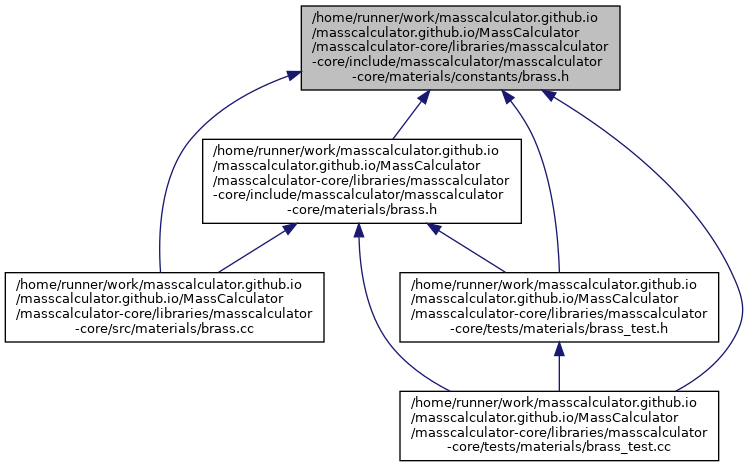 /home/runner/work/masscalculator.github.io
/masscalculator.github.io/MassCalculator
/masscalculator-core/libraries/masscalculator
-core/include/masscalculator/masscalculator
-core/materials/constants/brass.h
/home/runner/work/masscalculator.github.io
/masscalculator.github.io/MassCalculator
/masscalculator-core/libraries/masscalculator
-core/include/masscalculator/masscalculator
-core/materials/brass.h
/home/runner/work/masscalculator.github.io
/masscalculator.github.io/MassCalculator
/masscalculator-core/libraries/masscalculator
-core/src/materials/brass.cc
/home/runner/work/masscalculator.github.io
/masscalculator.github.io/MassCalculator
/masscalculator-core/libraries/masscalculator
-core/tests/materials/brass_test.h
/home/runner/work/masscalculator.github.io
/masscalculator.github.io/MassCalculator
/masscalculator-core/libraries/masscalculator
-core/tests/materials/brass_test.cc